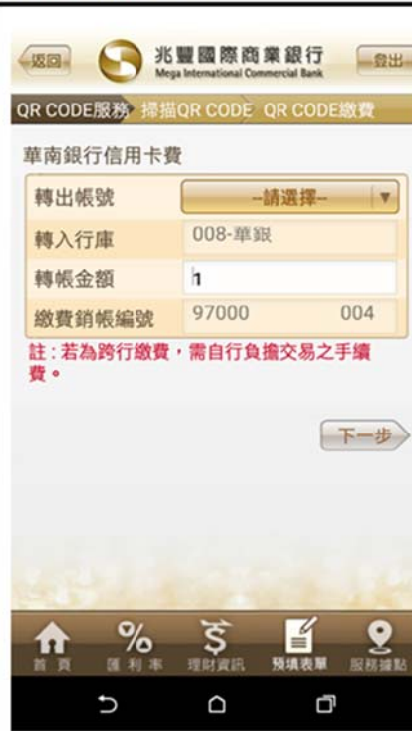 返回
兆豐國際商業銀行
Mega International Commercial Bank
登出
QR CODE服務 掃描QR CODE QR CODE繳費
華南銀行信用卡費
轉出帳號 --請選擇--
轉入行庫 008-華銀
轉帳金額 1
繳費銷帳編號 97000 004
註:若為跨行繳費,需自行負擔交易之手續
費。
下一步
首頁 匯利率 理財資訊 預填表單 服務據點